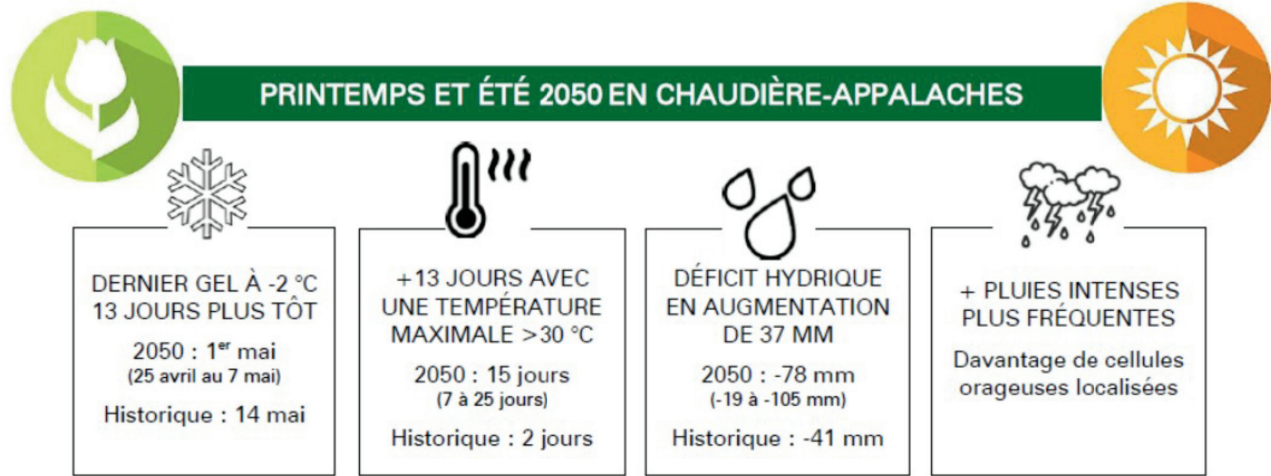 PRINTEMPS ET ÉTÉ 2050 EN CHAUDIÈRE-APPALACHES
DERNIER GEL À -2 °C
13 JOURS PLUS TÔT
2050 : 1er mai
(25 avril au 7 mai)
Historique : 14 mai
+13 JOURS AVEC
UNE TEMPÉRATURE
MAXIMALE >30 °C
2050 : 15 jours
(7 à 25 jours)
Historique : 2 jours
DÉFICIT HYDRIQUE
EN AUGMENTATION
DE 37 MM
2050 : -78 mm
(-19 à -105 mm)
Historique : -41 mm
+ PLUIES INTENSES
PLUS FRÉQUENTES
Davantage de cellules
orageuses localisées